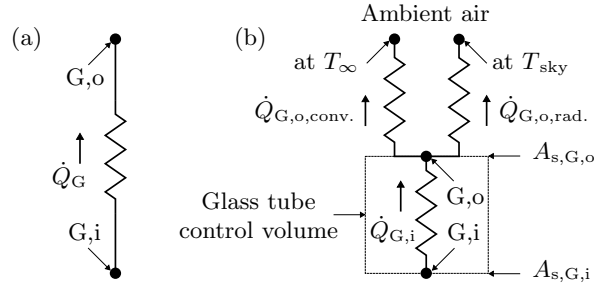 Ambient air
(a)
(b)
G,o
at T∞
at Tsky
Q̇G,o,conv.
Q̇G,o,rad.
As,G,o
Q̇G
G,o
Glass tube
control volume
Q̇G,i
G,i
G,i
As,G,i